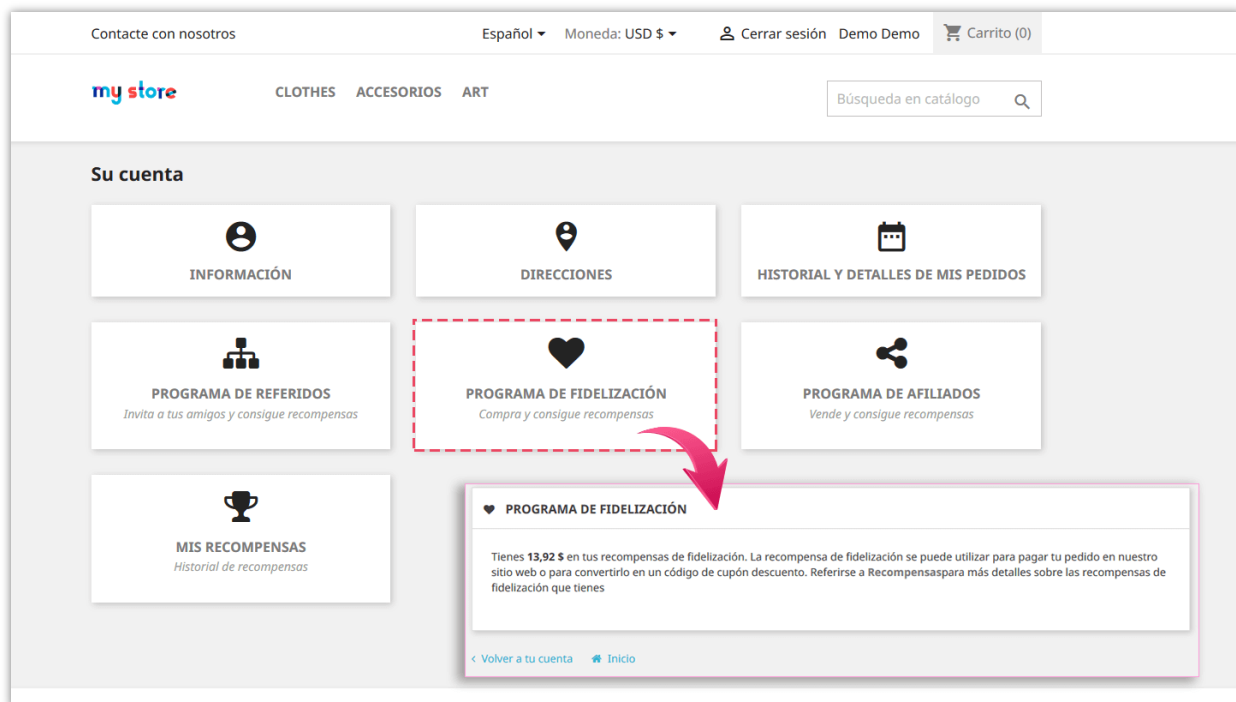 Contacte con nosotros
Español Moneda: USD $ Cerrar sesión Demo Demo Carrito (0)
my store CLOTHES ACCESORIOS ART Búsqueda en catálogo
Su cuenta
INFORMACIÓN
DIRECCIONES
HISTORIAL Y DETALLES DE MIS PEDIDOS
PROGRAMA DE REFERIDOS
Invita a tus amigos y consigue recompensas
PROGRAMA DE FIDELIZACIÓN
Compra y consigue recompensas
PROGRAMA DE AFILIADOS
Vende y consigue recompensas
MIS RECOMPENSAS
Historial de recompensas
PROGRAMA DE FIDELIZACIÓN
Tienes 13,92 $ en tus recompensas de fidelización. La recompensa de fidelización se puede utilizar para pagar tu pedido en nuestro
sitio web o para convertirlo en un código de cupón descuento. Referirse a Recompensaspara más detalles sobre las recompensas de
fidelización que tienes
‹ Volver a tu cuenta Inicio